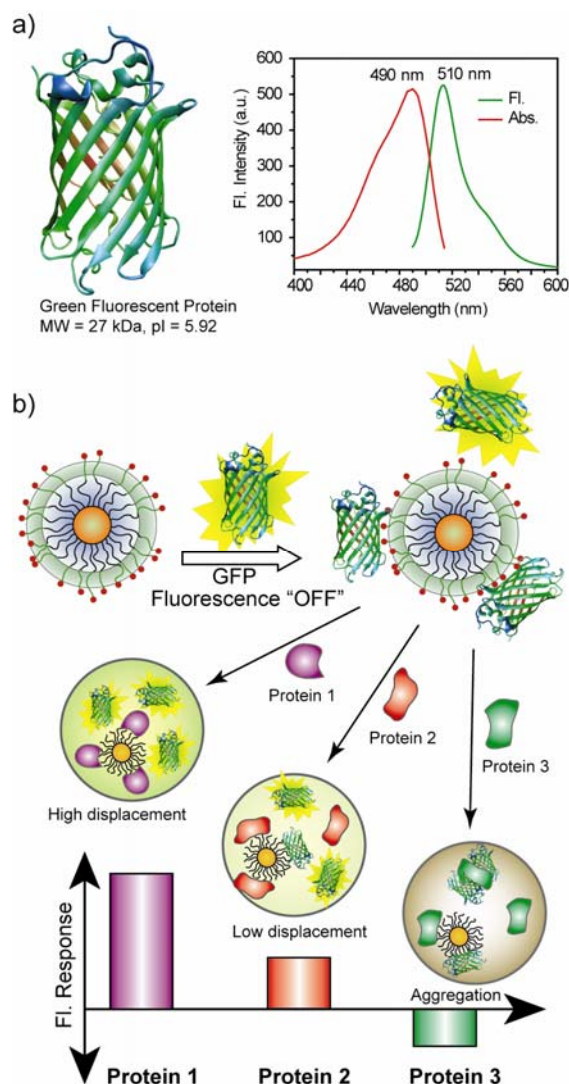 a)
Green Fluorescent Protein
MW = 27 kDa, pI = 5.92
490 nm 510 nm
Fl.
Abs.
Fl. Intensity (a.u.)
600
500
400
300
200
100
400 440 480 520 560 600
Wavelength (nm)
b)
GFP
Fluorescence "OFF"
Protein 1
Protein 2
Protein 3
High displacement
Low displacement
Aggregation
Fl. Response
Protein 1 Protein 2 Protein 3